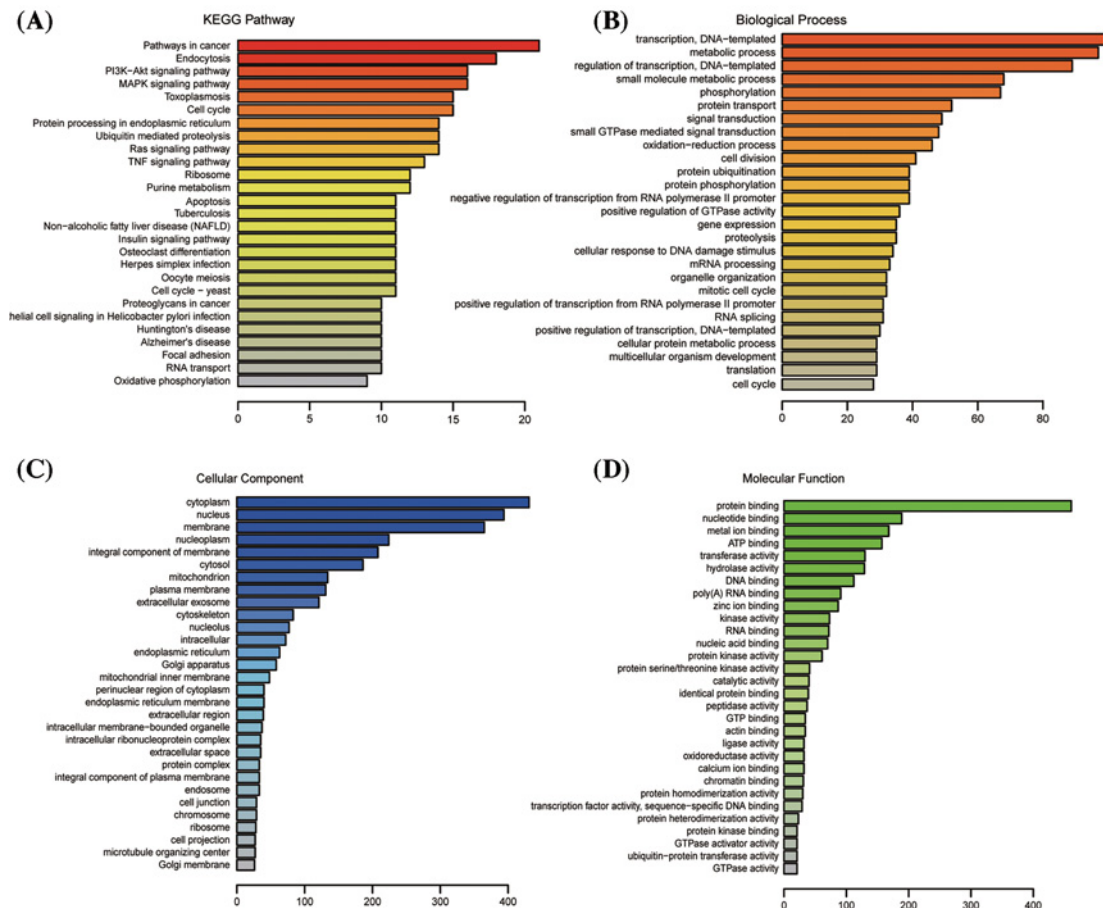 (A)
KEGG Pathway
Pathways in cancer
Endocytosis
PI3K−Akt signaling pathway
MAPK signaling pathway
Toxoplasmosis
Cell cycle
Protein processing in endoplasmic reticulum
Ubiquitin mediated proteolysis
Ras signaling pathway
TNF signaling pathway
Ribosome
Purine metabolism
Apoptosis
Tuberculosis
Non−alcoholic fatty liver disease (NAFLD)
Insulin signaling pathway
Osteoclast differentiation
Herpes simplex infection
Oocyte meiosis
Cell cycle − yeast
Proteoglycans in cancer
helial cell signaling in Helicobacter pylori infection
Huntington's disease
Alzheimer's disease
Focal adhesion
RNA transport
Oxidative phosphorylation
0 5 10 15 20
(B)
Biological Process
transcription, DNA−templated
metabolic process
regulation of transcription, DNA−templated
small molecule metabolic process
phosphorylation
protein transport
signal transduction
small GTPase mediated signal transduction
oxidation−reduction process
cell division
protein ubiquitination
protein phosphorylation
negative regulation of transcription from RNA polymerase II promoter
positive regulation of GTPase activity
gene expression
proteolysis
cellular response to DNA damage stimulus
mRNA processing
organelle organization
mitotic cell cycle
positive regulation of transcription from RNA polymerase II promoter
RNA splicing
positive regulation of transcription, DNA−templated
cellular protein metabolic process
multicellular organism development
translation
cell cycle
0 20 40 60 80
(C)
Cellular Component
cytoplasm
nucleus
membrane
nucleoplasm
integral component of membrane
cytosol
mitochondrion
plasma membrane
extracellular exosome
cytoskeleton
nucleolus
intracellular
endoplasmic reticulum
Golgi apparatus
mitochondrial inner membrane
perinuclear region of cytoplasm
endoplasmic reticulum membrane
extracellular region
intracellular membrane−bounded organelle
intracellular ribonucleoprotein complex
extracellular space
protein complex
integral component of plasma membrane
endosome
cell junction
chromosome
ribosome
cell projection
microtubule organizing center
Golgi membrane
0 100 200 300 400
(D)
Molecular Function
protein binding
nucleotide binding
metal ion binding
ATP binding
transferase activity
hydrolase activity
DNA binding
poly(A) RNA binding
zinc ion binding
kinase activity
RNA binding
nucleic acid binding
protein kinase activity
protein serine/threonine kinase activity
catalytic activity
identical protein binding
peptidase activity
GTP binding
actin binding
ligase activity
oxidoreductase activity
calcium ion binding
chromatin binding
protein homodimerization activity
transcription factor activity, sequence−specific DNA binding
protein heterodimerization activity
protein kinase binding
GTPase activator activity
ubiquitin−protein transferase activity
GTPase activity
0 100 200 300 400